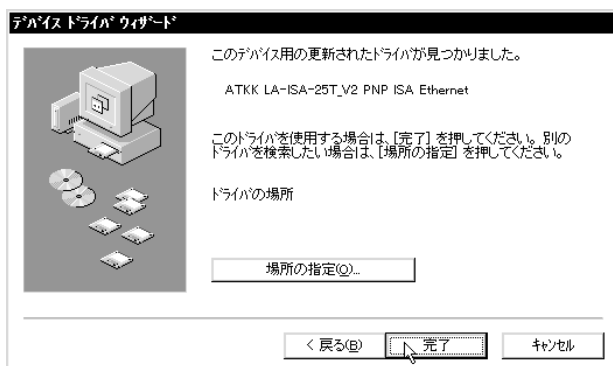 ﾃﾞﾊﾞｲｽ ﾄﾞﾗｲﾊﾞ ｳｨｻﾞｰﾄﾞ
このﾃﾞﾊﾞｲｽ用の更新されたﾄﾞﾗｲﾊﾞが見つかりました。
ATKK LA-ISA-25T_V2 PNP ISA Ethernet
このﾄﾞﾗｲﾊﾞを使用する場合は、[完了] を押してください。別の
ﾄﾞﾗｲﾊﾞを検索したい場合は、[場所の指定] を押してください。
ﾄﾞﾗｲﾊﾞの場所
場所の指定(O)...
< 戻る(B)
完了
ｷｬﾝｾﾙ